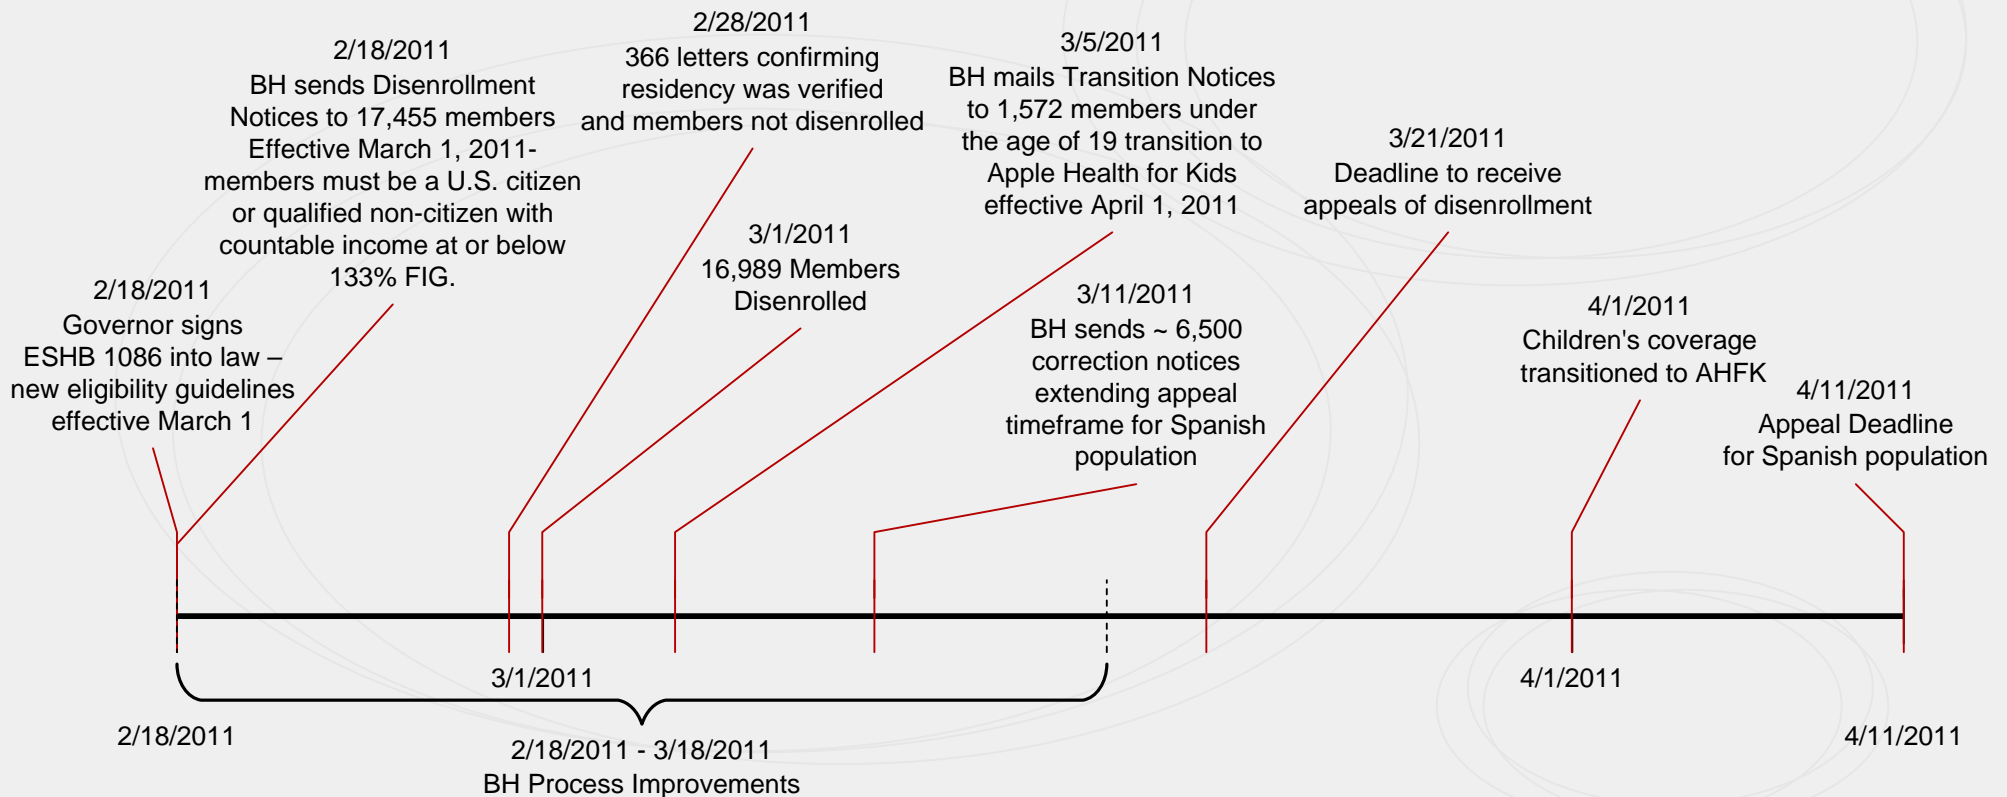 2/18/2011
Governor signs
ESHB 1086 into law –
new eligibility guidelines
effective March 1
2/18/2011
BH sends Disenrollment
Notices to 17,455 members
Effective March 1, 2011-
members must be a U.S. citizen
or qualified non-citizen with
countable income at or below
133% FIG.
2/28/2011
366 letters confirming
residency was verified
and members not disenrolled
3/1/2011
16,989 Members
Disenrolled
3/5/2011
BH mails Transition Notices
to 1,572 members under
the age of 19 transition to
Apple Health for Kids
effective April 1, 2011
3/11/2011
BH sends ~ 6,500
correction notices
extending appeal
timeframe for Spanish
population
3/21/2011
Deadline to receive
appeals of disenrollment
4/1/2011
Children's coverage
transitioned to AHFK
4/11/2011
Appeal Deadline
for Spanish population
3/1/2011
4/1/2011
2/18/2011
4/11/2011
2/18/2011 - 3/18/2011
BH Process Improvements